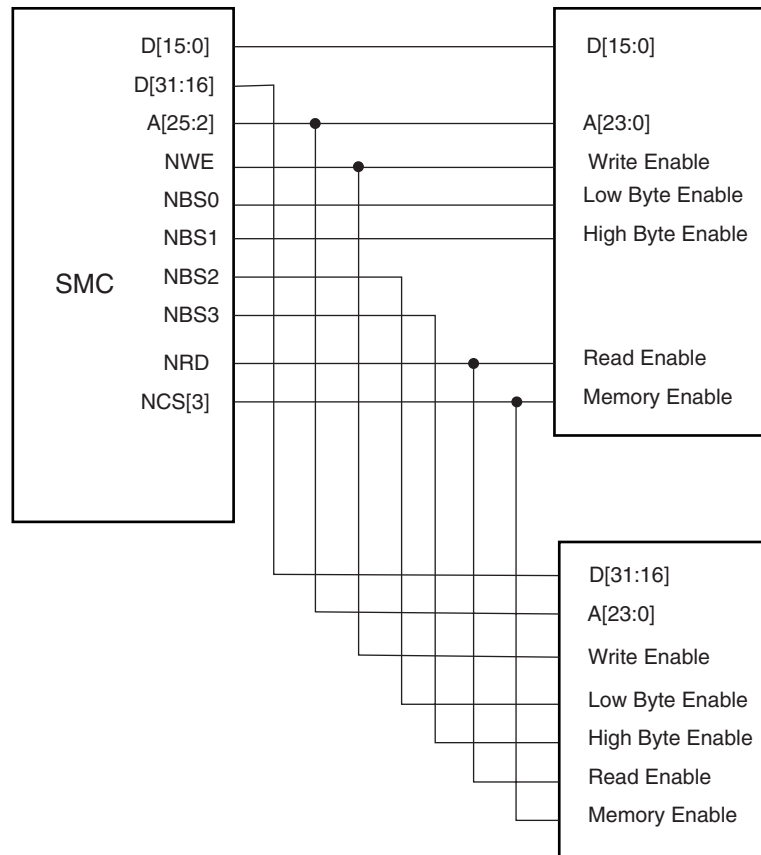 D[15:0]
D[31:16]
A[25:2]
NWE
NBS0
NBS1
NBS2
NBS3
NRD
NCS[3]
SMC
D[15:0]
A[23:0]
Write Enable
Low Byte Enable
High Byte Enable
Read Enable
Memory Enable
D[31:16]
A[23:0]
Write Enable
Low Byte Enable
High Byte Enable
Read Enable
Memory Enable